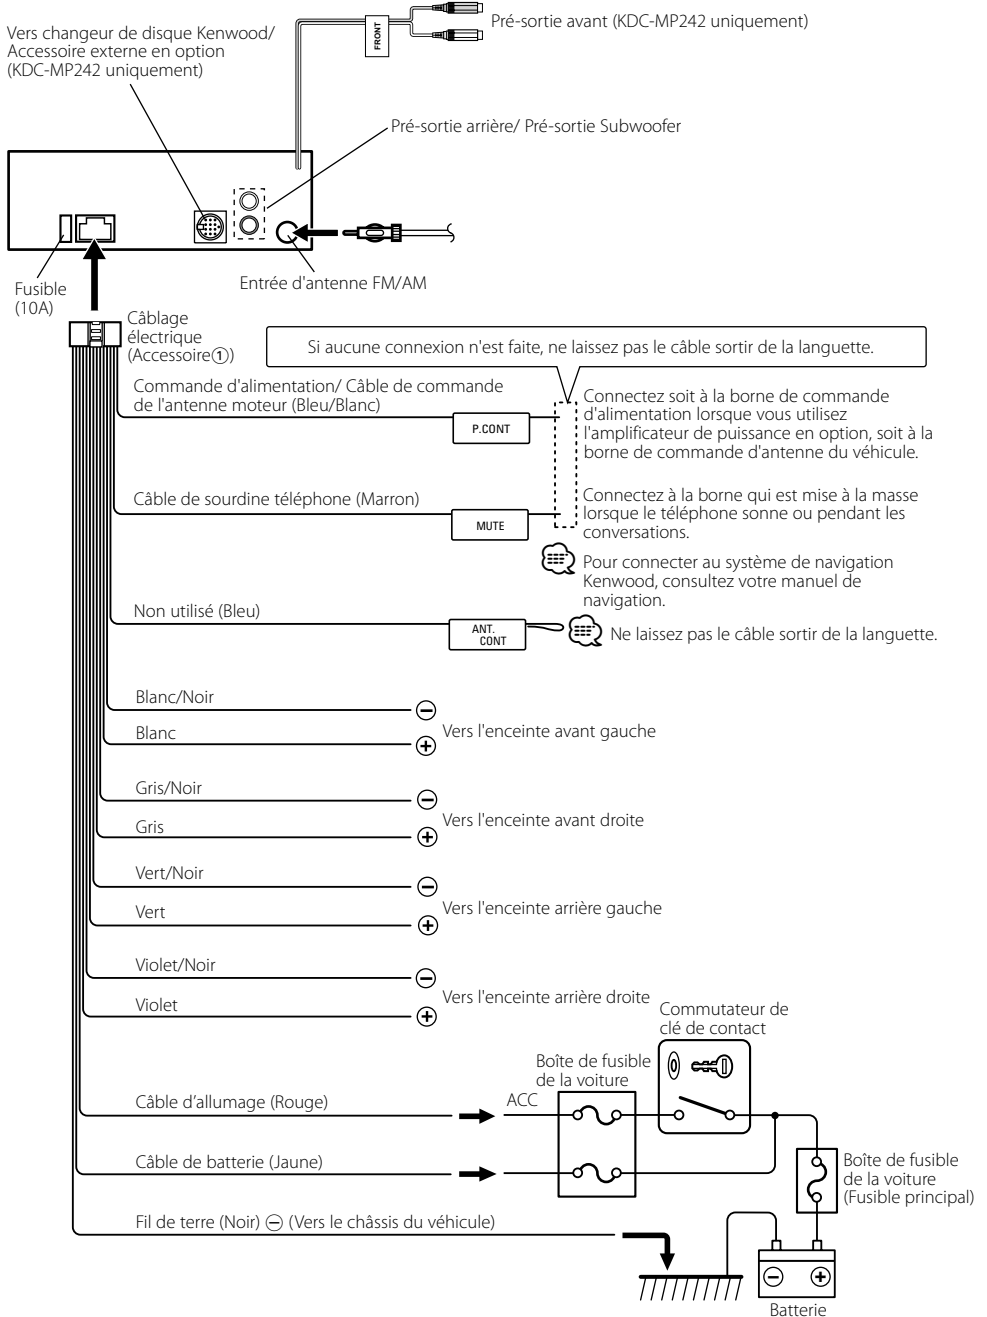 Pré-sortie avant (KDC-MP242 uniquement)
FRONT
Vers changeur de disque Kenwood/
Accessoire externe en option
(KDC-MP242 uniquement)
Pré-sortie arrière/ Pré-sortie Subwoofer
Entrée d'antenne FM/AM
Fusible
(10A)
Câblage
électrique
(Accessoire①)
Si aucune connexion n'est faite, ne laissez pas le câble sortir de la languette.
Commande d'alimentation/ Câble de commande
de l'antenne moteur (Bleu/Blanc)
P.CONT
Connectez soit à la borne de commande
d'alimentation lorsque vous utilisez
l'amplificateur de puissance en option, soit à la
borne de commande d'antenne du véhicule.
Câble de sourdine téléphone (Marron)
MUTE
Connectez à la borne qui est mise à la masse
lorsque le téléphone sonne ou pendant les
conversations.
Pour connecter au système de navigation
Kenwood, consultez votre manuel de
navigation.
Non utilisé (Bleu)
ANT.
CONT
Ne laissez pas le câble sortir de la languette.
Blanc/Noir
⊖
Vers l'enceinte avant gauche
Blanc
⊕
Gris/Noir
⊖
Vers l'enceinte avant droite
Gris
⊕
Vert/Noir
⊖
Vers l'enceinte arrière gauche
Vert
⊕
Violet/Noir
⊖
Vers l'enceinte arrière droite
Violet
⊕
Commutateur de
clé de contact
Boîte de fusible
de la voiture
Câble d’allumage (Rouge)
ACC
Câble de batterie (Jaune)
Boîte de fusible
de la voiture
(Fusible principal)
Fil de terre (Noir) ⊖ (Vers le châssis du véhicule)
⊖ ⊕
Batterie